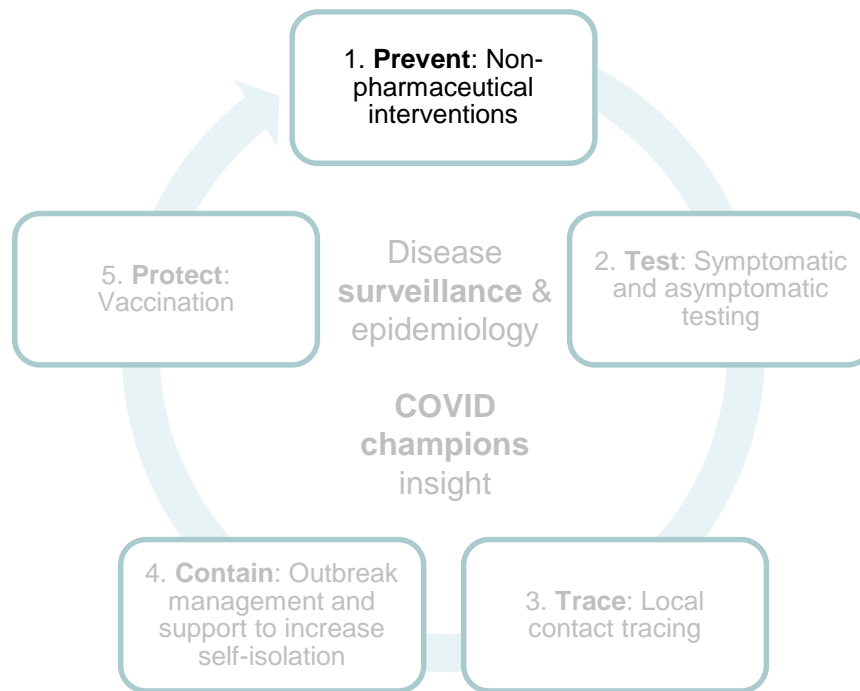 1. Prevent: Non-
pharmaceutical
interventions
2. Test: Symptomatic
and asymptomatic
testing
3. Trace: Local
contact tracing
4. Contain: Outbreak
management and
support to increase
self-isolation
5. Protect:
Vaccination
Disease
surveillance &
epidemiology
COVID
champions
insight